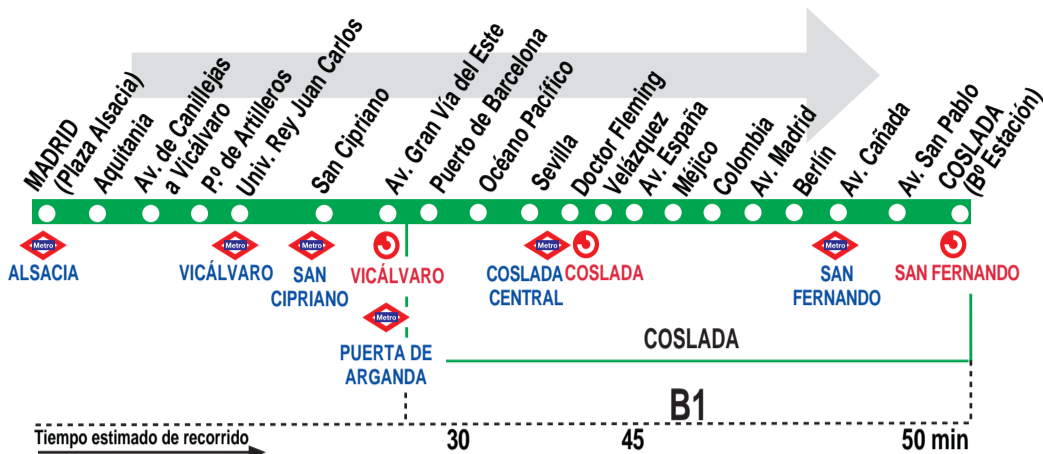 MADRID
(Plaza Alsacia)
Aquitania
Av. de Canillejas
a Vicálvaro
P.º de Artilleros
Univ. Rey Juan Carlos
San Cipriano
Av. Gran Vía del Este
Puerto de Barcelona
Océano Pacífico
Sevilla
Doctor Fleming
Velázquez
Av. España
Méjico
Colombia
Av. Madrid
Berlín
Av. Cañada
Av. San Pablo
COSLADA
(Bº Estación)
Metro
Metro
Metro
Metro
Metro
ALSACIA
VICÁLVARO
SAN
CIPRIANO
VICÁLVARO
COSLADA
CENTRAL
COSLADA
SAN
FERNANDO
SAN FERNANDO
Metro
PUERTA DE
ARGANDA
COSLADA
B1
Tiempo estimado de recorrido
30
45
50 min